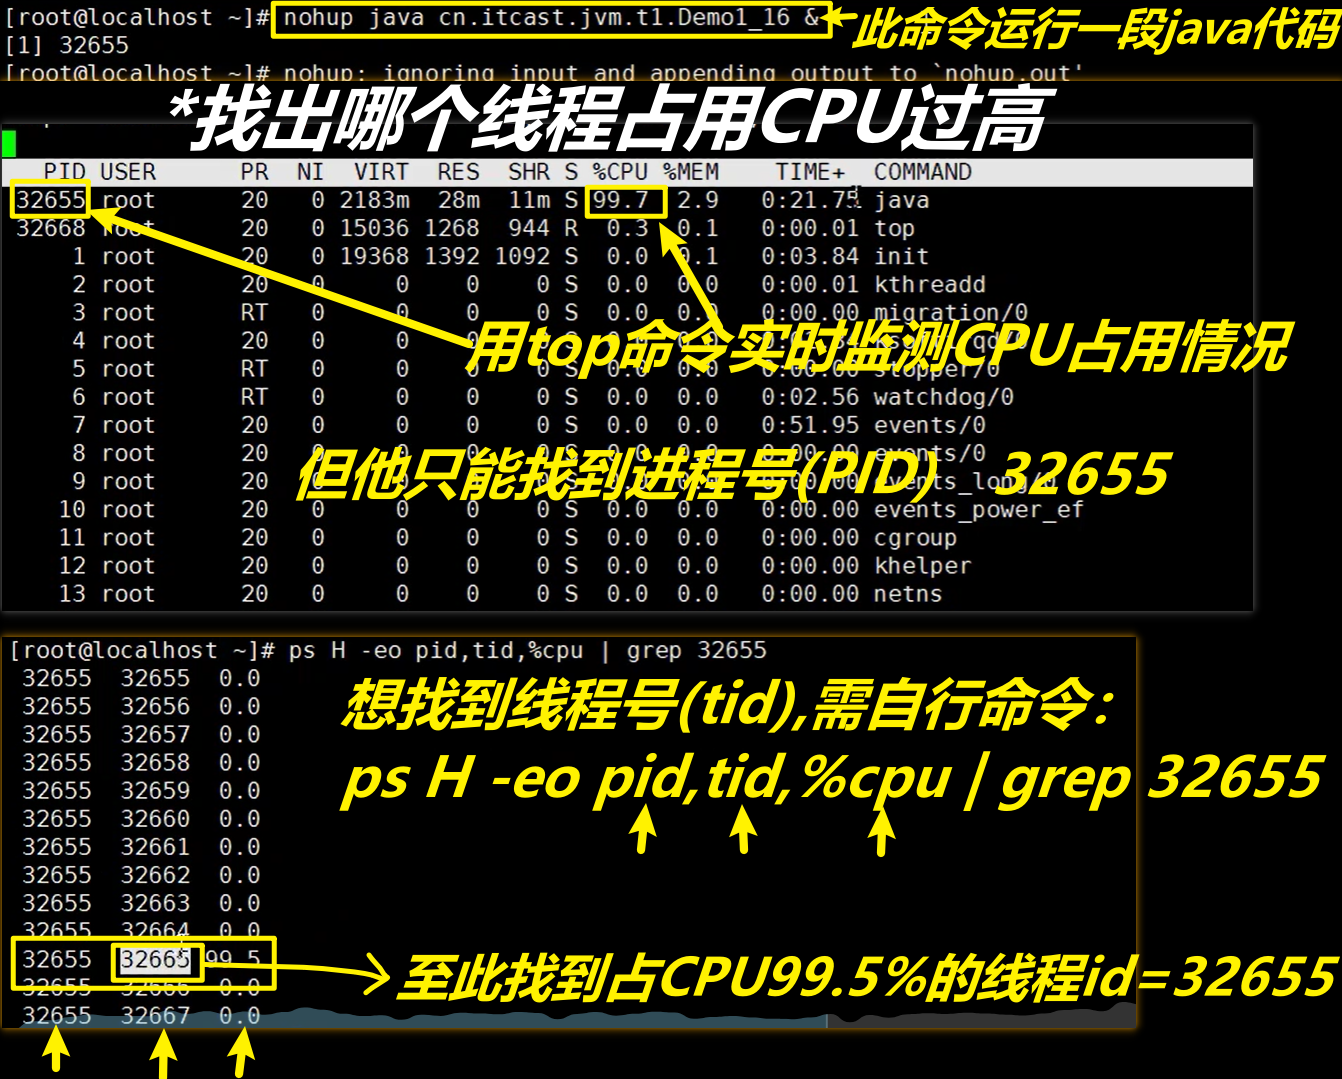 [root@localhost ~]# nohup java cn.itcast.jvm.t1.Demo1_16 &
此命令运行一段java代码
[1] 32655
[root@localhost ~]# nohup: ignoring input and appending output to `nohup.out'
*找出哪个线程占用CPU过高
PID USER PR NI VIRT RES SHR S %CPU %MEM TIME+ COMMAND
32655 root 20 0 2183m 28m 11m S 99.7 2.9 0:21.75 java
32668 root 20 0 15036 1268 944 R 0.3 0.1 0:00.01 top
1 root 20 0 19368 1392 1092 S 0.0 0.1 0:03.84 init
2 root 20 0 0 0 0 S 0.0 0.0 0:00.01 kthreadd
3 root RT 0 0 0 0 S 0.0 0.0 0:00.00 migration/0
用top命令实时监测CPU占用情况
4 root 20 0 0 0 0 S 0.0 0.0
5 root RT 0 0 0 0 S 0.0 0.0 stopper/0
6 root RT 0 0 0 0 S 0.0 0.0 0:02.56 watchdog/0
7 root 20 0 0 0 0 S 0.0 0.0 0:51.95 events/0
8 root 20 0 0 0 0 S 0.0 0.0 0:00.00 events/0
但他只能找到进程号(PID) 32655
9 root 20 0 0 0 0 S 0.0 0.0 0:00.00 events_long/0
10 root 20 0 0 0 0 S 0.0 0.0 0:00.00 events_power_ef
11 root 20 0 0 0 0 S 0.0 0.0 0:00.00 cgroup
12 root 20 0 0 0 0 S 0.0 0.0 0:00.00 khelper
13 root 20 0 0 0 0 S 0.0 0.0 0:00.00 netns
[root@localhost ~]# ps H -eo pid,tid,%cpu | grep 32655
32655 32655 0.0
32655 32656 0.0
想找到线程号(tid),需自行命令:
32655 32657 0.0
32655 32658 0.0
ps H -eo pid,tid,%cpu | grep 32655
32655 32659 0.0
32655 32660 0.0
32655 32661 0.0
32655 32662 0.0
32655 32663 0.0
32655 32664 0.0
32655 32665 99.5
至此找到占CPU99.5%的线程id=32655
32655 32666 0.0
32655 32667 0.0